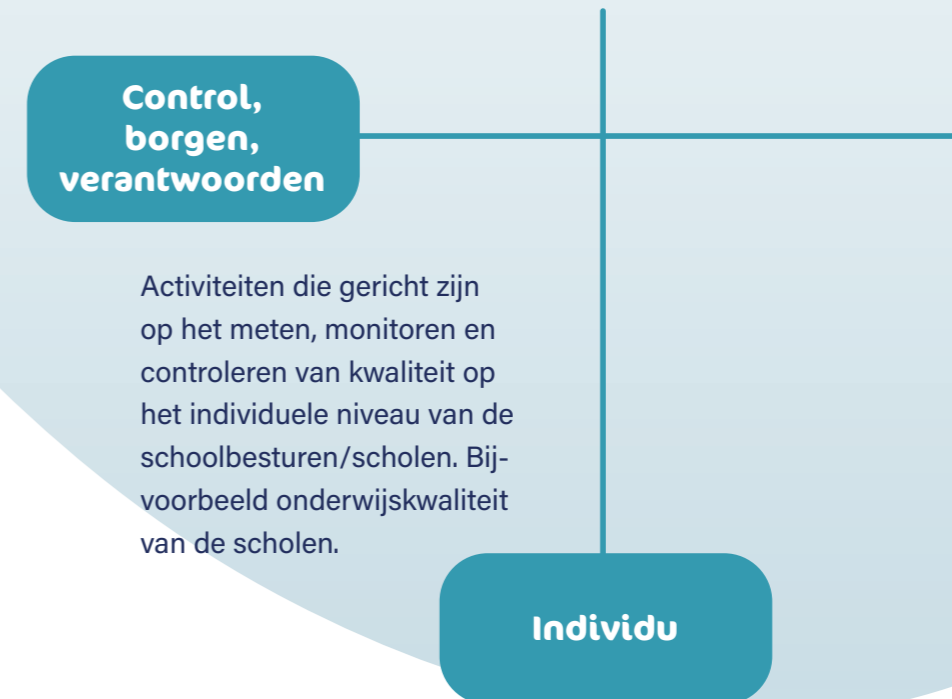 Control,
borgen,
verantwoorden
Activiteiten die gericht zijn
op het meten, monitoren en
controleren van kwaliteit op
het individuele niveau van de
schoolbesturen/scholen. Bij-
voorbeeld onderwijskwaliteit
van de scholen.
Individu